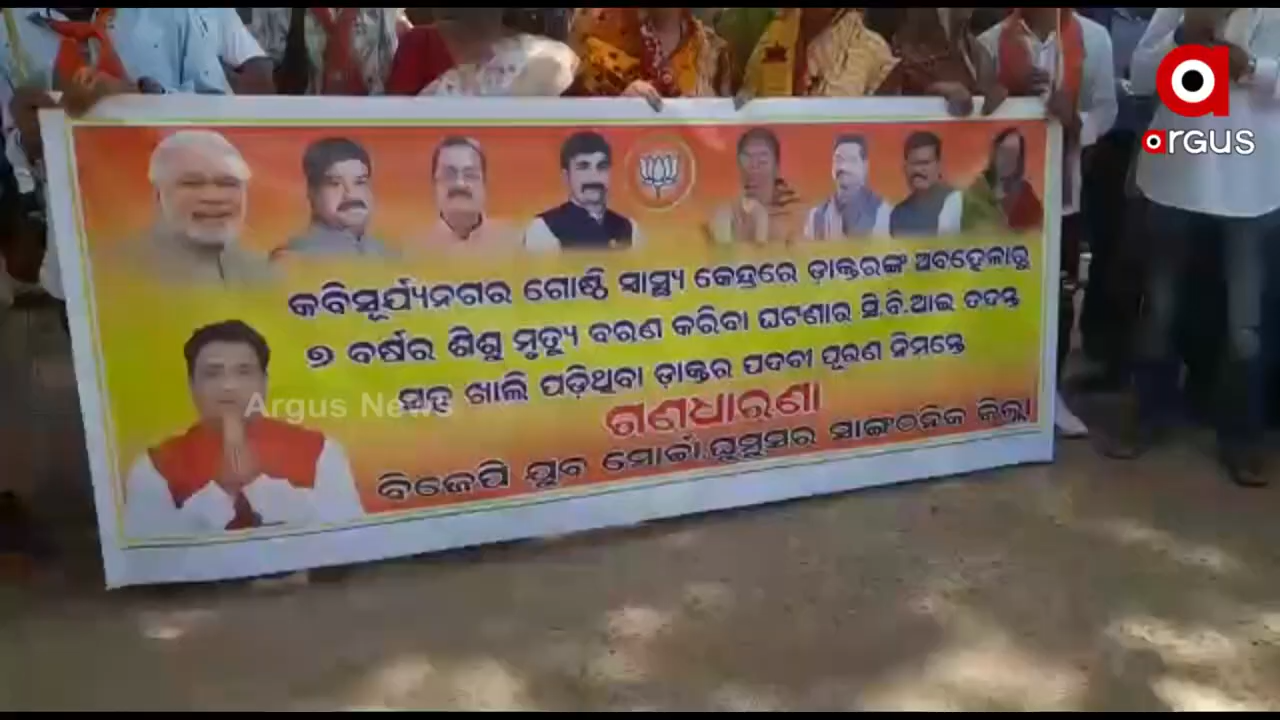 argus
କବିସୂର୍ଯ୍ୟନଗର ଗୋଷ୍ଠି ସ୍ୱାସ୍ଥ୍ୟ କେନ୍ଦ୍ରରେ ଡ଼ାକ୍ତରଙ୍କ ଅବହେଳାରୁ
୭ ବର୍ଷର ଶିଶୁ ମୃତ୍ୟୁ ବରଣ କରିବା ଘଟଣାର ସି.ବି.ଆଇ ତଦନ୍ତ
ସହ ଖାଲି ପଡ଼ିଥିବା ଡ଼ାକ୍ତର ପଦବୀ ପୂରଣ ନିମନ୍ତେ
Argus News
ଗଣଧାରଣା
ବିଜେପି ଯୁବ ମୋର୍ଚ୍ଚା,ଘୁମୁସର ସାଙ୍ଗଠନିକ ଜିଲ୍ଲା